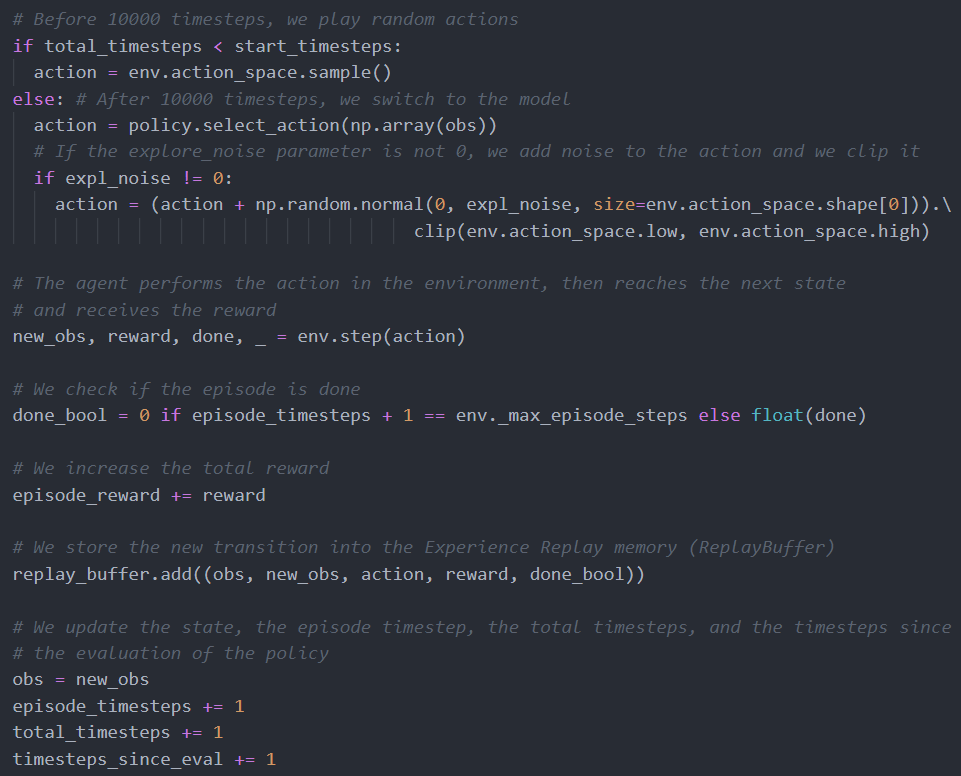 # Before 10000 timesteps, we play random actions
if total_timesteps < start_timesteps:
  action = env.action_space.sample()
else: # After 10000 timesteps, we switch to the model
  action = policy.select_action(np.array(obs))
  # If the explore_noise parameter is not 0, we add noise to the action and we clip it
  if expl_noise != 0:
    action = (action + np.random.normal(0, expl_noise, size=env.action_space.shape[0])).\
                                      clip(env.action_space.low, env.action_space.high)

# The agent performs the action in the environment, then reaches the next state
# and receives the reward
new_obs, reward, done, _ = env.step(action)

# We check if the episode is done
done_bool = 0 if episode_timesteps + 1 == env._max_episode_steps else float(done)

# We increase the total reward
episode_reward += reward

# We store the new transition into the Experience Replay memory (ReplayBuffer)
replay_buffer.add((obs, new_obs, action, reward, done_bool))

# We update the state, the episode timestep, the total timesteps, and the timesteps since
# the evaluation of the policy
obs = new_obs
episode_timesteps += 1
total_timesteps += 1
timesteps_since_eval += 1